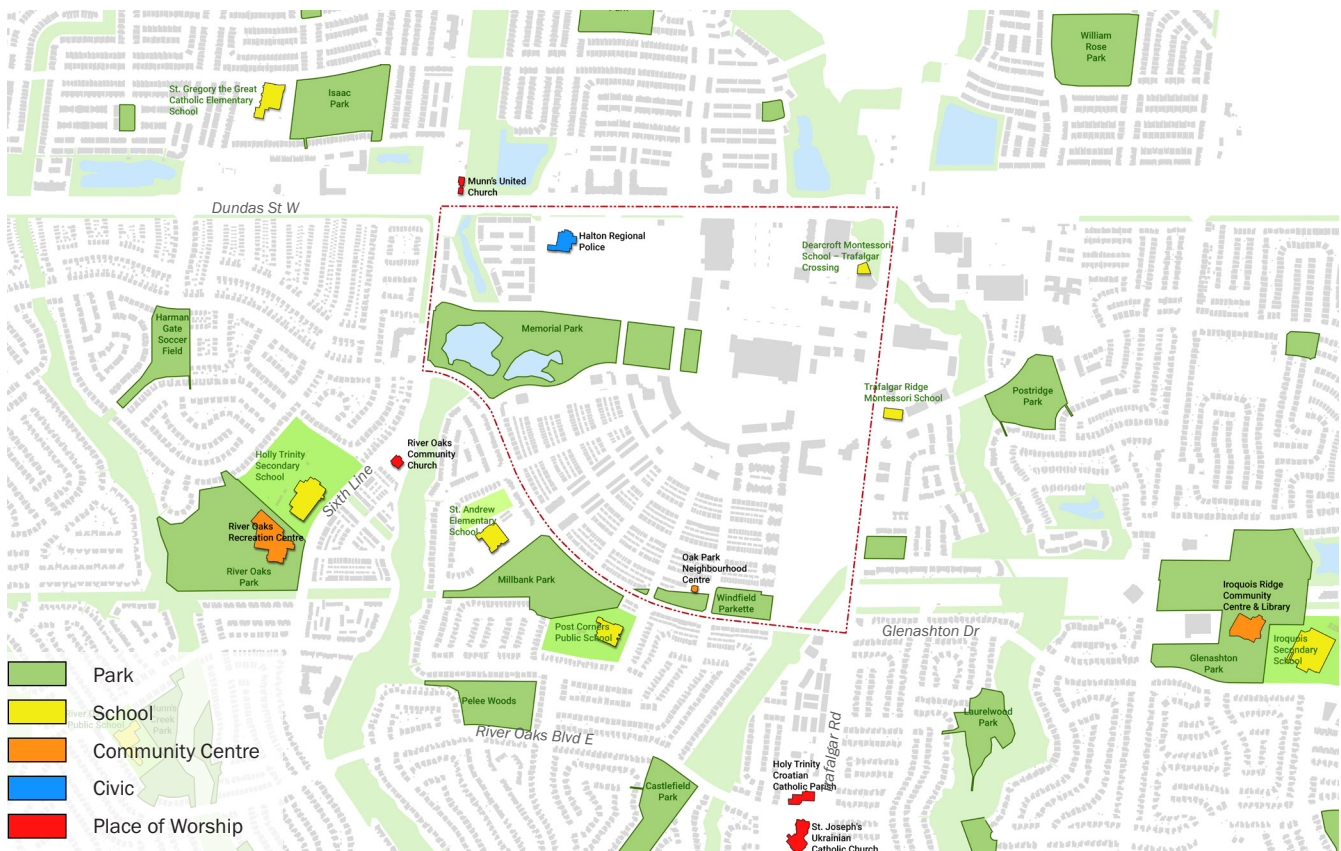 William
Rose
Park
St. Gregory the Great
Catholic Elementary
School
Isaac
Park
Munn's United
Church
Dundas St W
Halton Regional
Police
Dearcroft Montessori
School – Trafalgar
Crossing
Harman
Gate
Soccer
Field
Memorial Park
Trafalgar Ridge
Montessori School
Postridge
Park
River Oaks
Community
Church
Holly Trinity
Secondary
School
Sixth Line
St. Andrew
Elementary
School
River Oaks
Recreation Centre
River Oaks
Park
Millbank Park
Oak Park
Neighbourhood
Centre
Windfield
Parkette
Iroquois Ridge
Community
Centre & Library
Post Corners
Public School
Glenashton Dr
Iroquois
Secondary
School
Glenashton
Park
Park
School
Community Centre
Civic
Place of Worship
Public School
Munn's
Creek
Park
Pelee Woods
River Oaks Blvd E
Laurelwood
Park
Trafalgar Rd
Castlefield
Park
Holy Trinity
Croatian
Catholic Parish
St. Joseph's
Ukrainian
Catholic Church